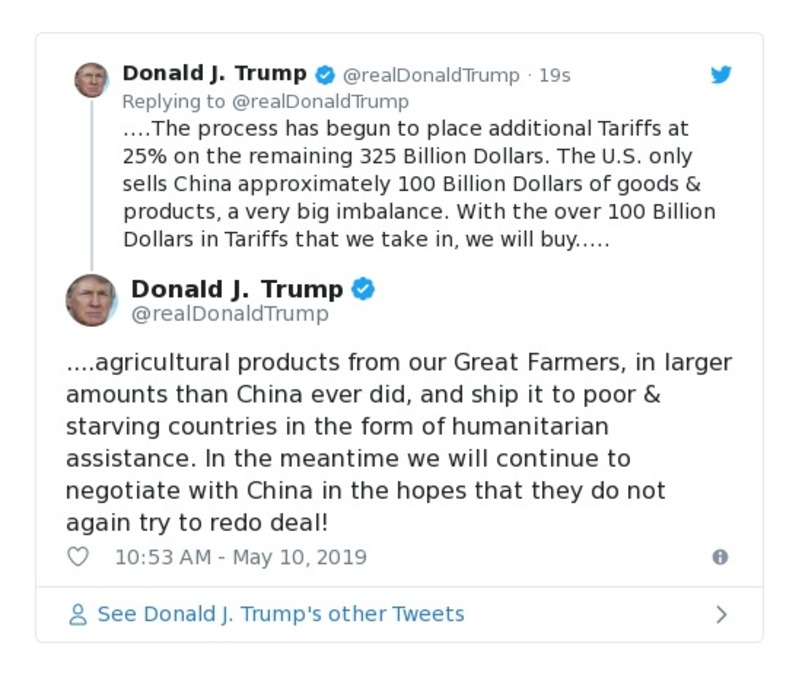 Donald J. Trump @realDonaldTrump · 19s
Replying to @realDonaldTrump
....The process has begun to place additional Tariffs at
25% on the remaining 325 Billion Dollars. The U.S. only
sells China approximately 100 Billion Dollars of goods &
products, a very big imbalance. With the over 100 Billion
Dollars in Tariffs that we take in, we will buy.....
Donald J. Trump
@realDonaldTrump
....agricultural products from our Great Farmers, in larger
amounts than China ever did, and ship it to poor &
starving countries in the form of humanitarian
assistance. In the meantime we will continue to
negotiate with China in the hopes that they do not
again try to redo deal!
10:53 AM - May 10, 2019
See Donald J. Trump's other Tweets